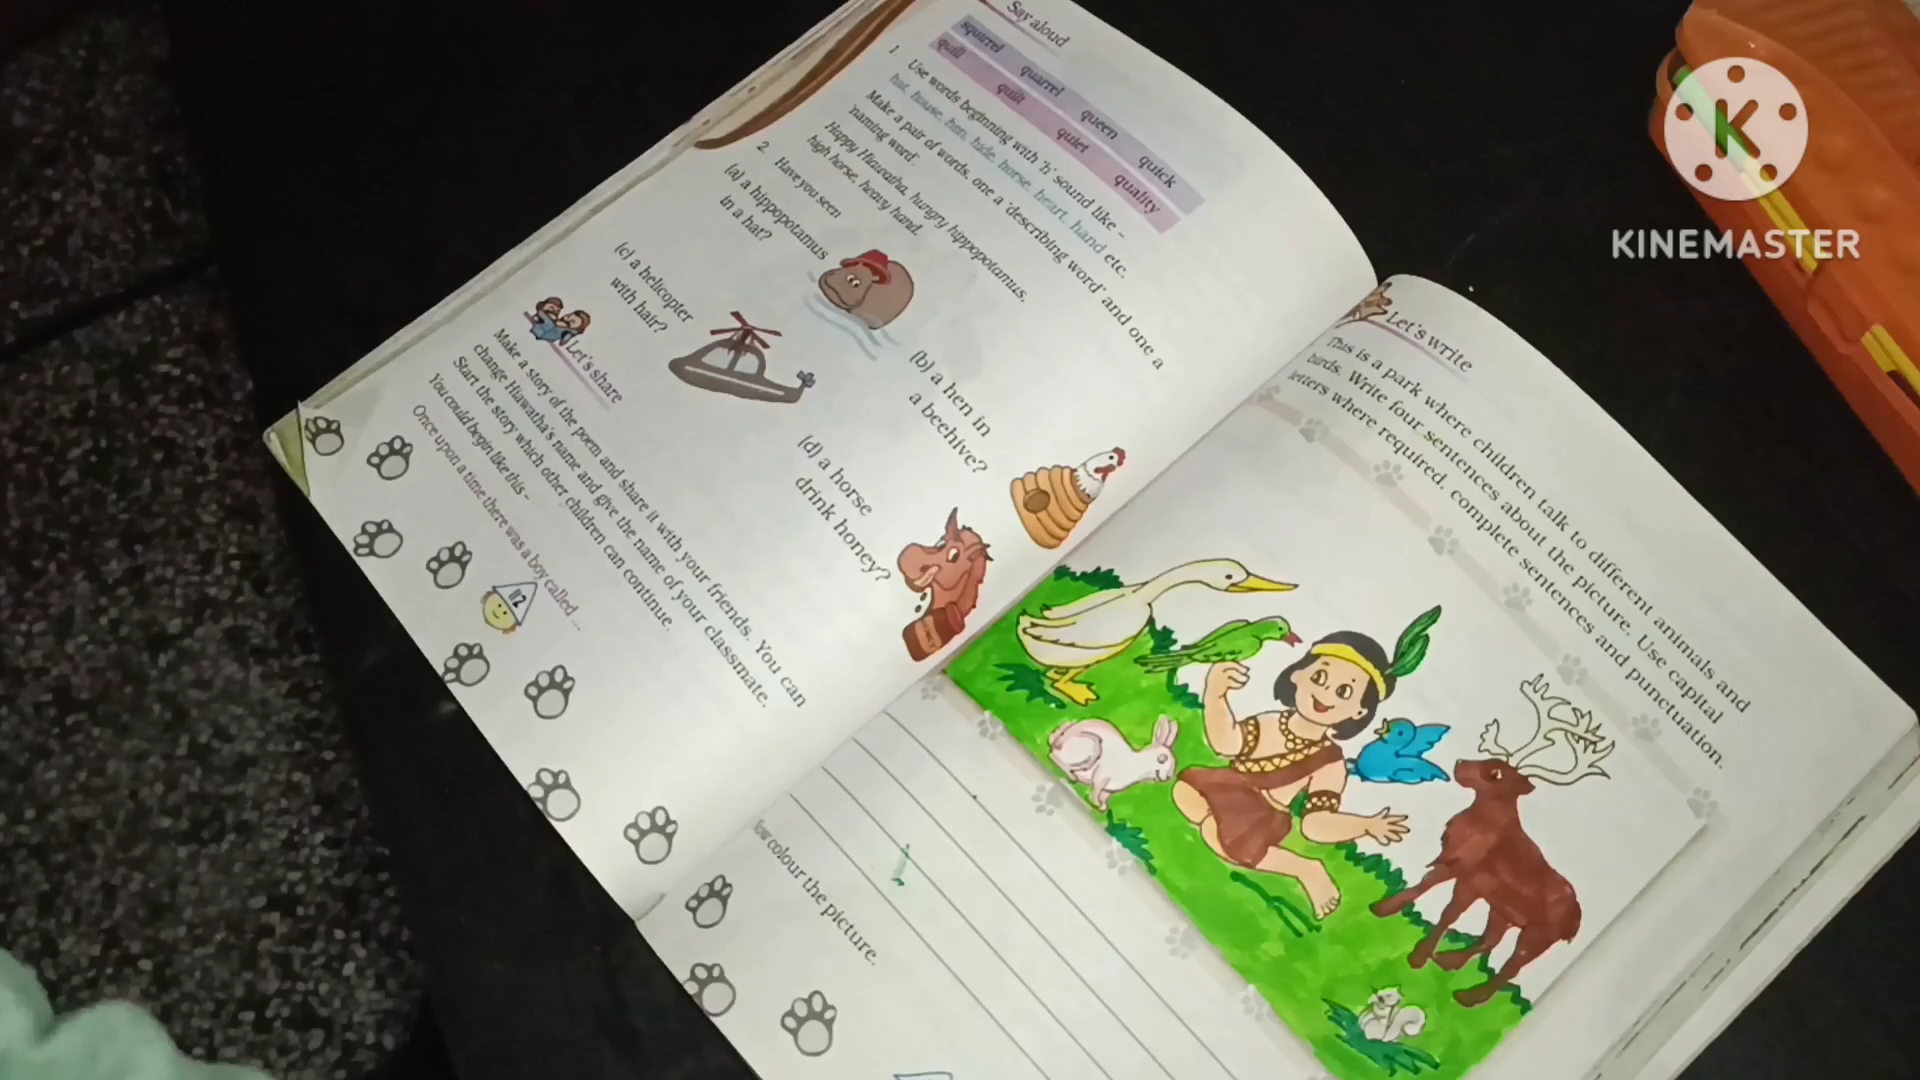 Say aloud
squirrel quarrel queen quick
quill quilt quiet quality
1. Use words beginning with 'h' sound like –
hat, house, hen, hide, horse, heart, hand etc.
Make a pair of words, one a 'describing word' and one a
'naming word'.
Happy Hiawatha, hungry hippopotamus,
high horse, heavy hand.
2. Have you seen
(a) a hippopotamus
in a hat?
(b) a hen in
a beehive?
(c) a helicopter
with hair?
(d) a horse
drink honey?
Let's share
Make a story of the poem and share it with your friends. You can
change Hiawatha's name and give the name of your classmate.
Start the story which other children can continue.
You could begin like this –
Once upon a time there was a boy called ...
112
Let's write
This is a park where children talk to different animals and
birds. Write four sentences about the picture. Use capital
letters where required, complete sentences and punctuation.
colour the picture.
K
KINEMASTER